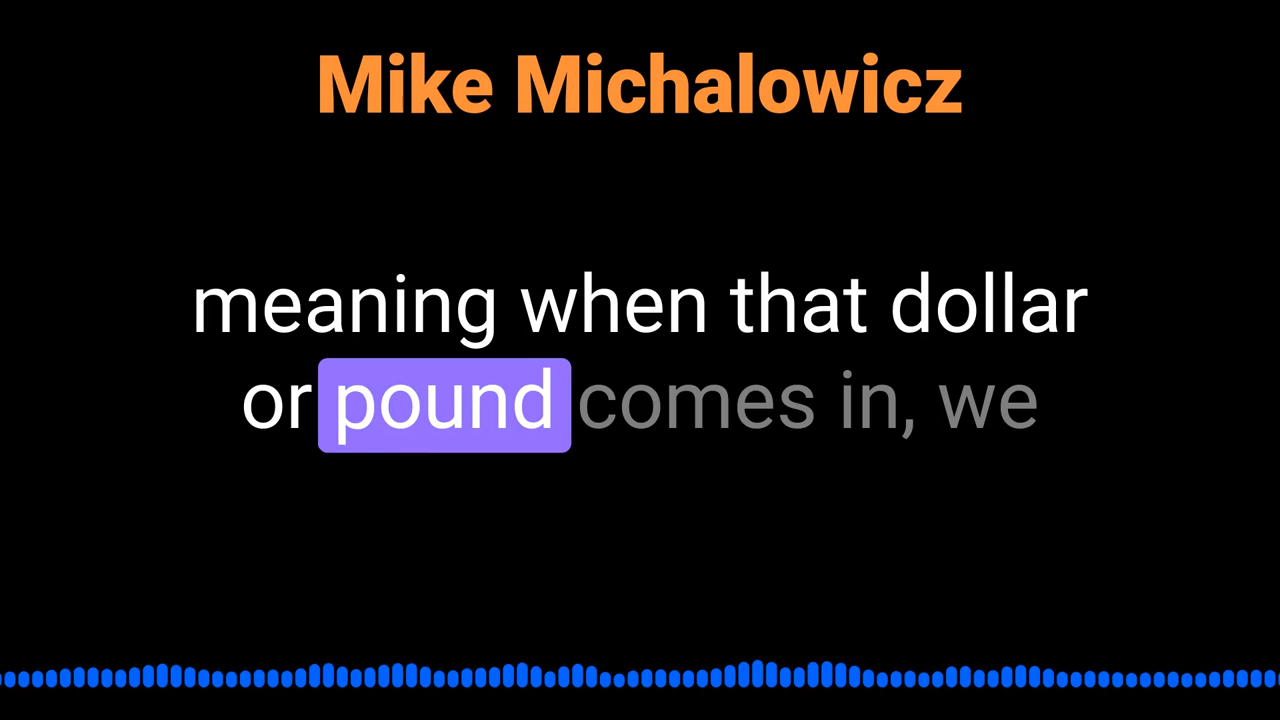 Mike Michalowicz
meaning when that dollar
or pound comes in, we